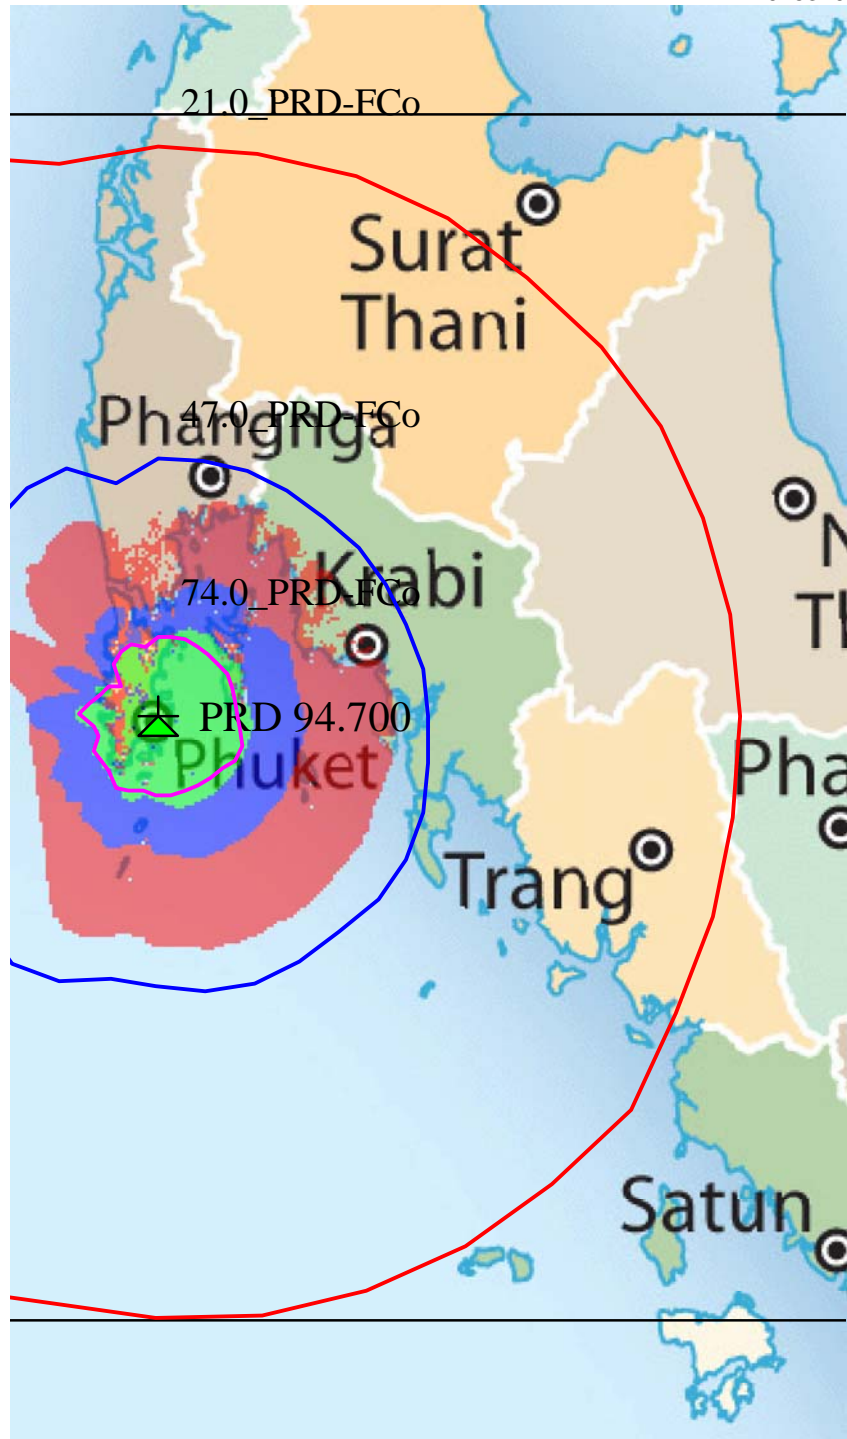 21.0_PRD-FCo
Surat
Thani
47.0_PRD-FCo
Phangnga
Krabi
74.0_PRD-FCo
PRD 94.700
Phuket
Pha
Trang
Satun
N
Th